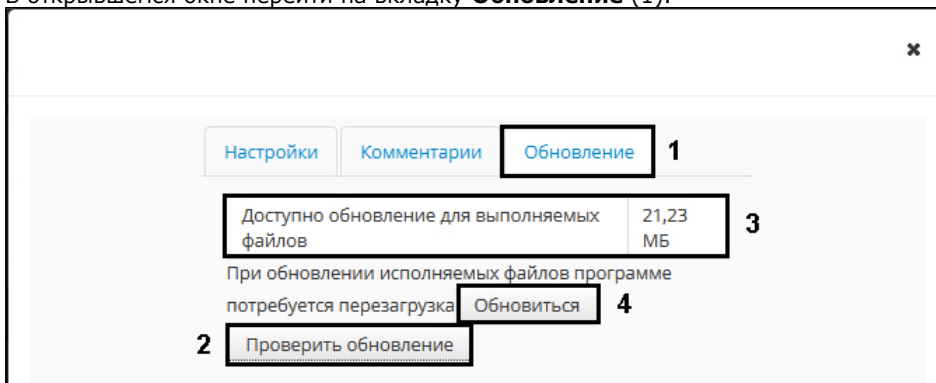 В открывшемся окне перейти на вкладку Обновление (1).
×
Настройки Комментарии Обновление 1
Доступно обновление для выполняемых 21,23
файлов МБ
3
При обновлении исполняемых файлов программе
потребуется перезагрузка Обновиться 4
2 Проверить обновление